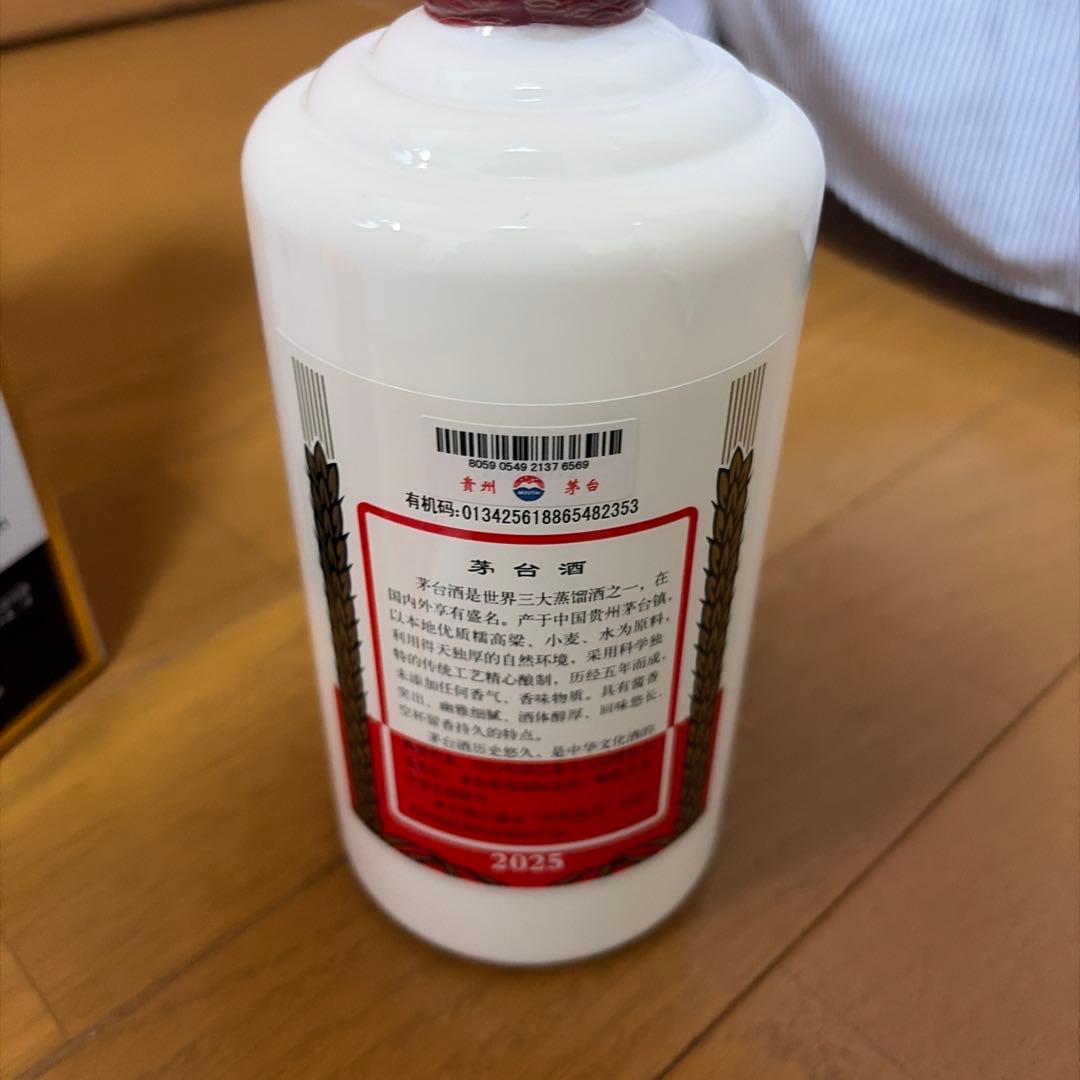 8059 0549 2137 6569
贵州 MOUTAI 茅台
有机码:013425618865482353
茅台酒
茅台酒是世界三大蒸馏酒之一，在
国内外享有盛名。产于中国贵州茅台镇，
以本地优质糯高粱、小麦、水为原料，
利用得天独厚的自然环境，采用科学独
特的传统工艺精心酿制，历经五年而成，
未添加任何香气、香味物质。具有酱香
突出、幽雅细腻、酒体醇厚、回味悠长、
空杯留香持久的特点。
茅台酒历史悠久，是中华文化酒的
2025